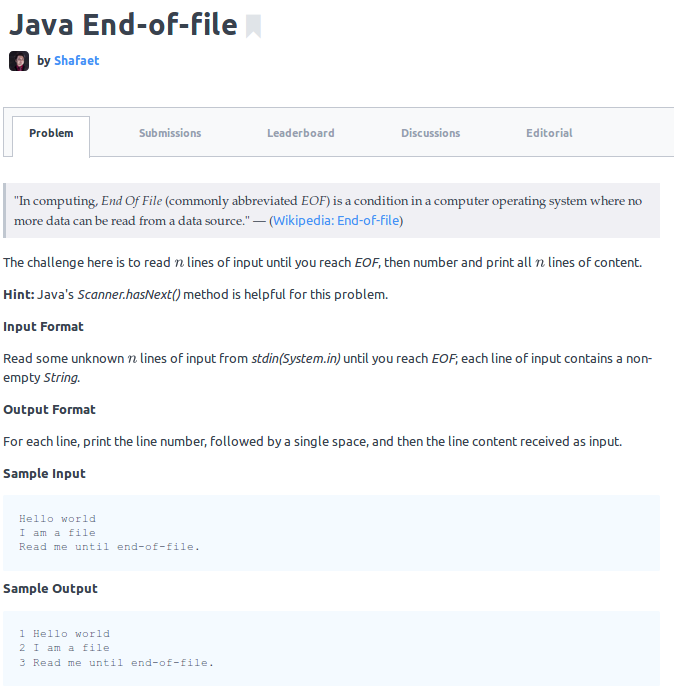 Java End-of-file
by Shafaet
Problem Submissions Leaderboard Discussions Editorial
"In computing, End Of File (commonly abbreviated EOF) is a condition in a computer operating system where no
more data can be read from a data source." — (Wikipedia: End-of-file)
The challenge here is to read n lines of input until you reach EOF, then number and print all n lines of content.
Hint: Java's Scanner.hasNext() method is helpful for this problem.
Input Format
Read some unknown n lines of input from stdin(System.in) until you reach EOF; each line of input contains a non-
empty String.
Output Format
For each line, print the line number, followed by a single space, and then the line content received as input.
Sample Input
Hello world
I am a file
Read me until end-of-file.
Sample Output
1 Hello world
2 I am a file
3 Read me until end-of-file.